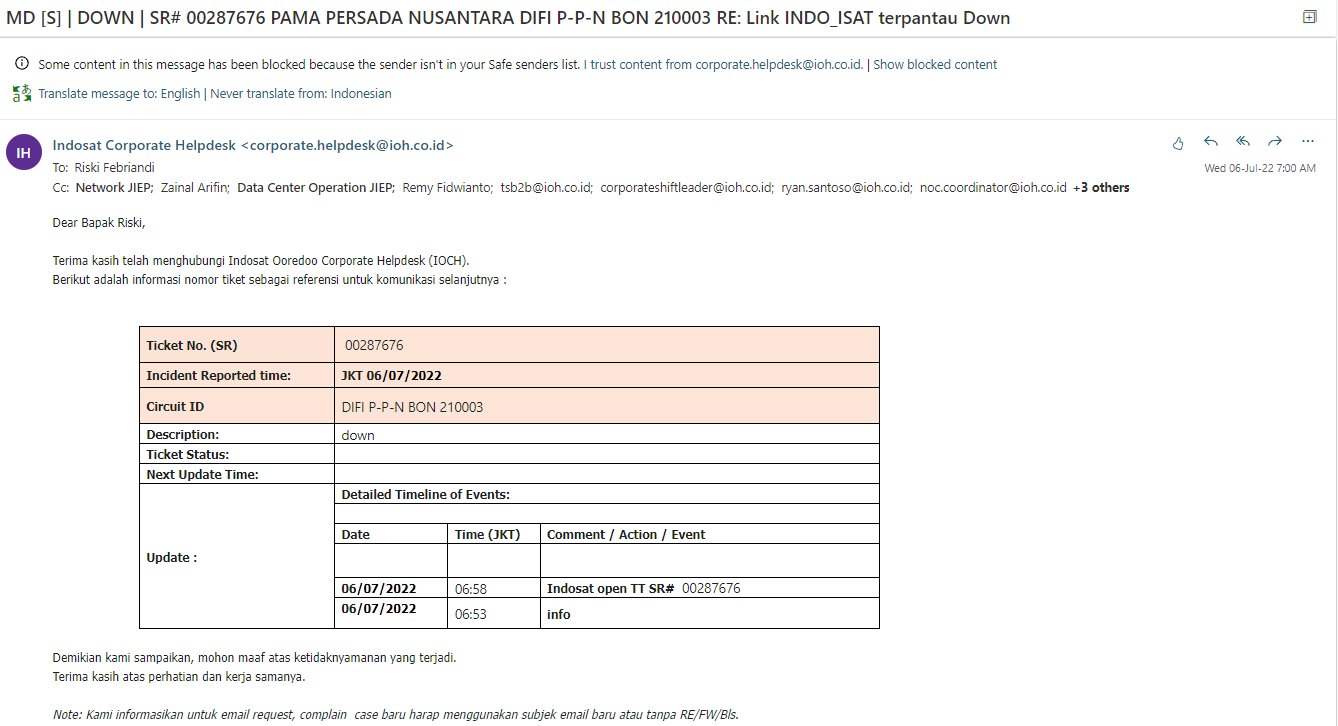 MD [S] | DOWN | SR# 00287676 PAMA PERSADA NUSANTARA DIFI P-P-N BON 210003 RE: Link INDO_ISAT terpantau Down
Some content in this message has been blocked because the sender isn't in your Safe senders list. I trust content from corporate.helpdesk@ioh.co.id. | Show blocked content
Translate message to: English | Never translate from: Indonesian
IH
Indosat Corporate Helpdesk <corporate.helpdesk@ioh.co.id>
To: Riski Febriandi
Wed 06-Jul-22 7:00 AM
Cc: Network JIEP; Zainal Arifin; Data Center Operation JIEP; Remy Fidwianto; tsb2b@ioh.co.id; corporateshiftleader@ioh.co.id; ryan.santoso@ioh.co.id; noc.coordinator@ioh.co.id +3 others
Dear Bapak Riski,
Terima kasih telah menghubungi Indosat Ooredoo Corporate Helpdesk (IOCH).
Berikut adalah informasi nomor tiket sebagai referensi untuk komunikasi selanjutnya :
Ticket No. (SR) 00287676
Incident Reported time: JKT 06/07/2022
Circuit ID DIFI P-P-N BON 210003
Description: down
Ticket Status:
Next Update Time:
Update :
Detailed Timeline of Events:
Date Time (JKT) Comment / Action / Event
06/07/2022 06:58 Indosat open TT SR# 00287676
06/07/2022 06:53 info
Demikian kami sampaikan, mohon maaf atas ketidaknyamanan yang terjadi.
Terima kasih atas perhatian dan kerja samanya.
Note: Kami informasikan untuk email request, complain case baru harap menggunakan subjek email baru atau tanpa RE/FW/Bls.